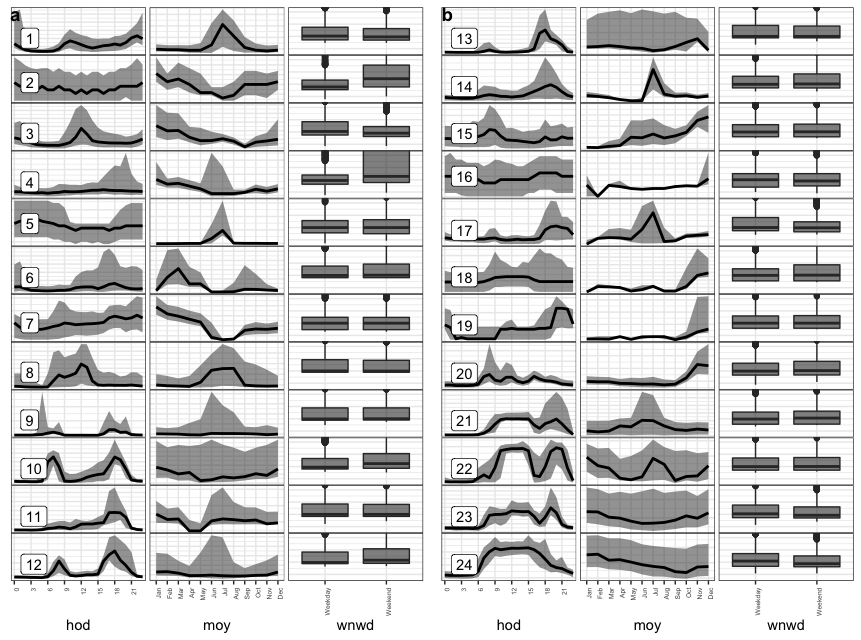 a
b
1
2
3
4
5
6
7
8
9
10
11
12
13
14
15
16
17
18
19
20
21
22
23
24
0 3 6 9 12 15 18 21
Jan Feb Mar Apr May Jun Jul Aug Sep Oct Nov Dec
Weekday Weekend
0 3 6 9 12 15 18 21
Jan Feb Mar Apr May Jun Jul Aug Sep Oct Nov Dec
Weekday Weekend
hod moy wnwd hod moy wnwd